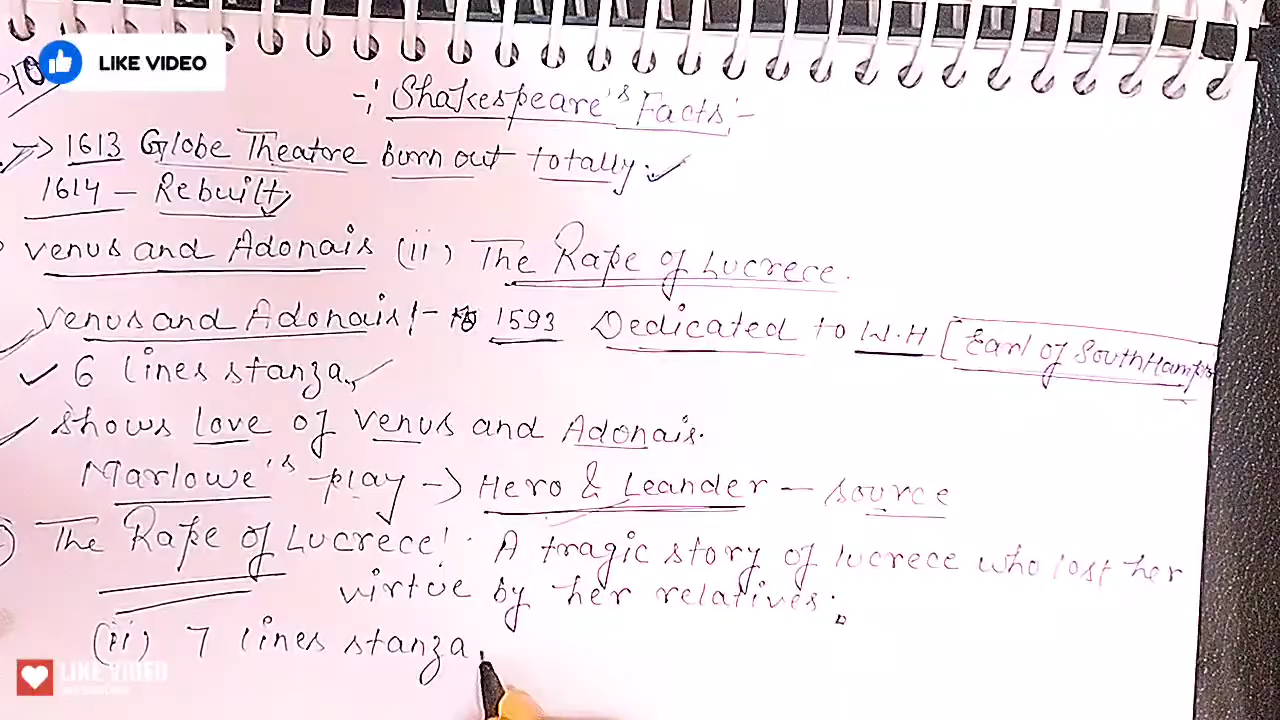 LIKE VIDEO
-: Shakespeare's Facts :-
→ 1613 Globe Theatre burn out totally.
1614 – Rebuilt
venus and Adonais (ii) The Rape of Lucrece.
Venus and Adonais :- 1593 Dedicated to W.H [Earl of SouthHampton
6 lines stanza.
shows love of venus and Adonais.
Marlowe's play → Hero & Leander – source
The Rape of Lucrece :- A tragic story of lucrece who lost her
virtue by her relatives.
(ii) 7 lines stanza.
LIKE VIDEO